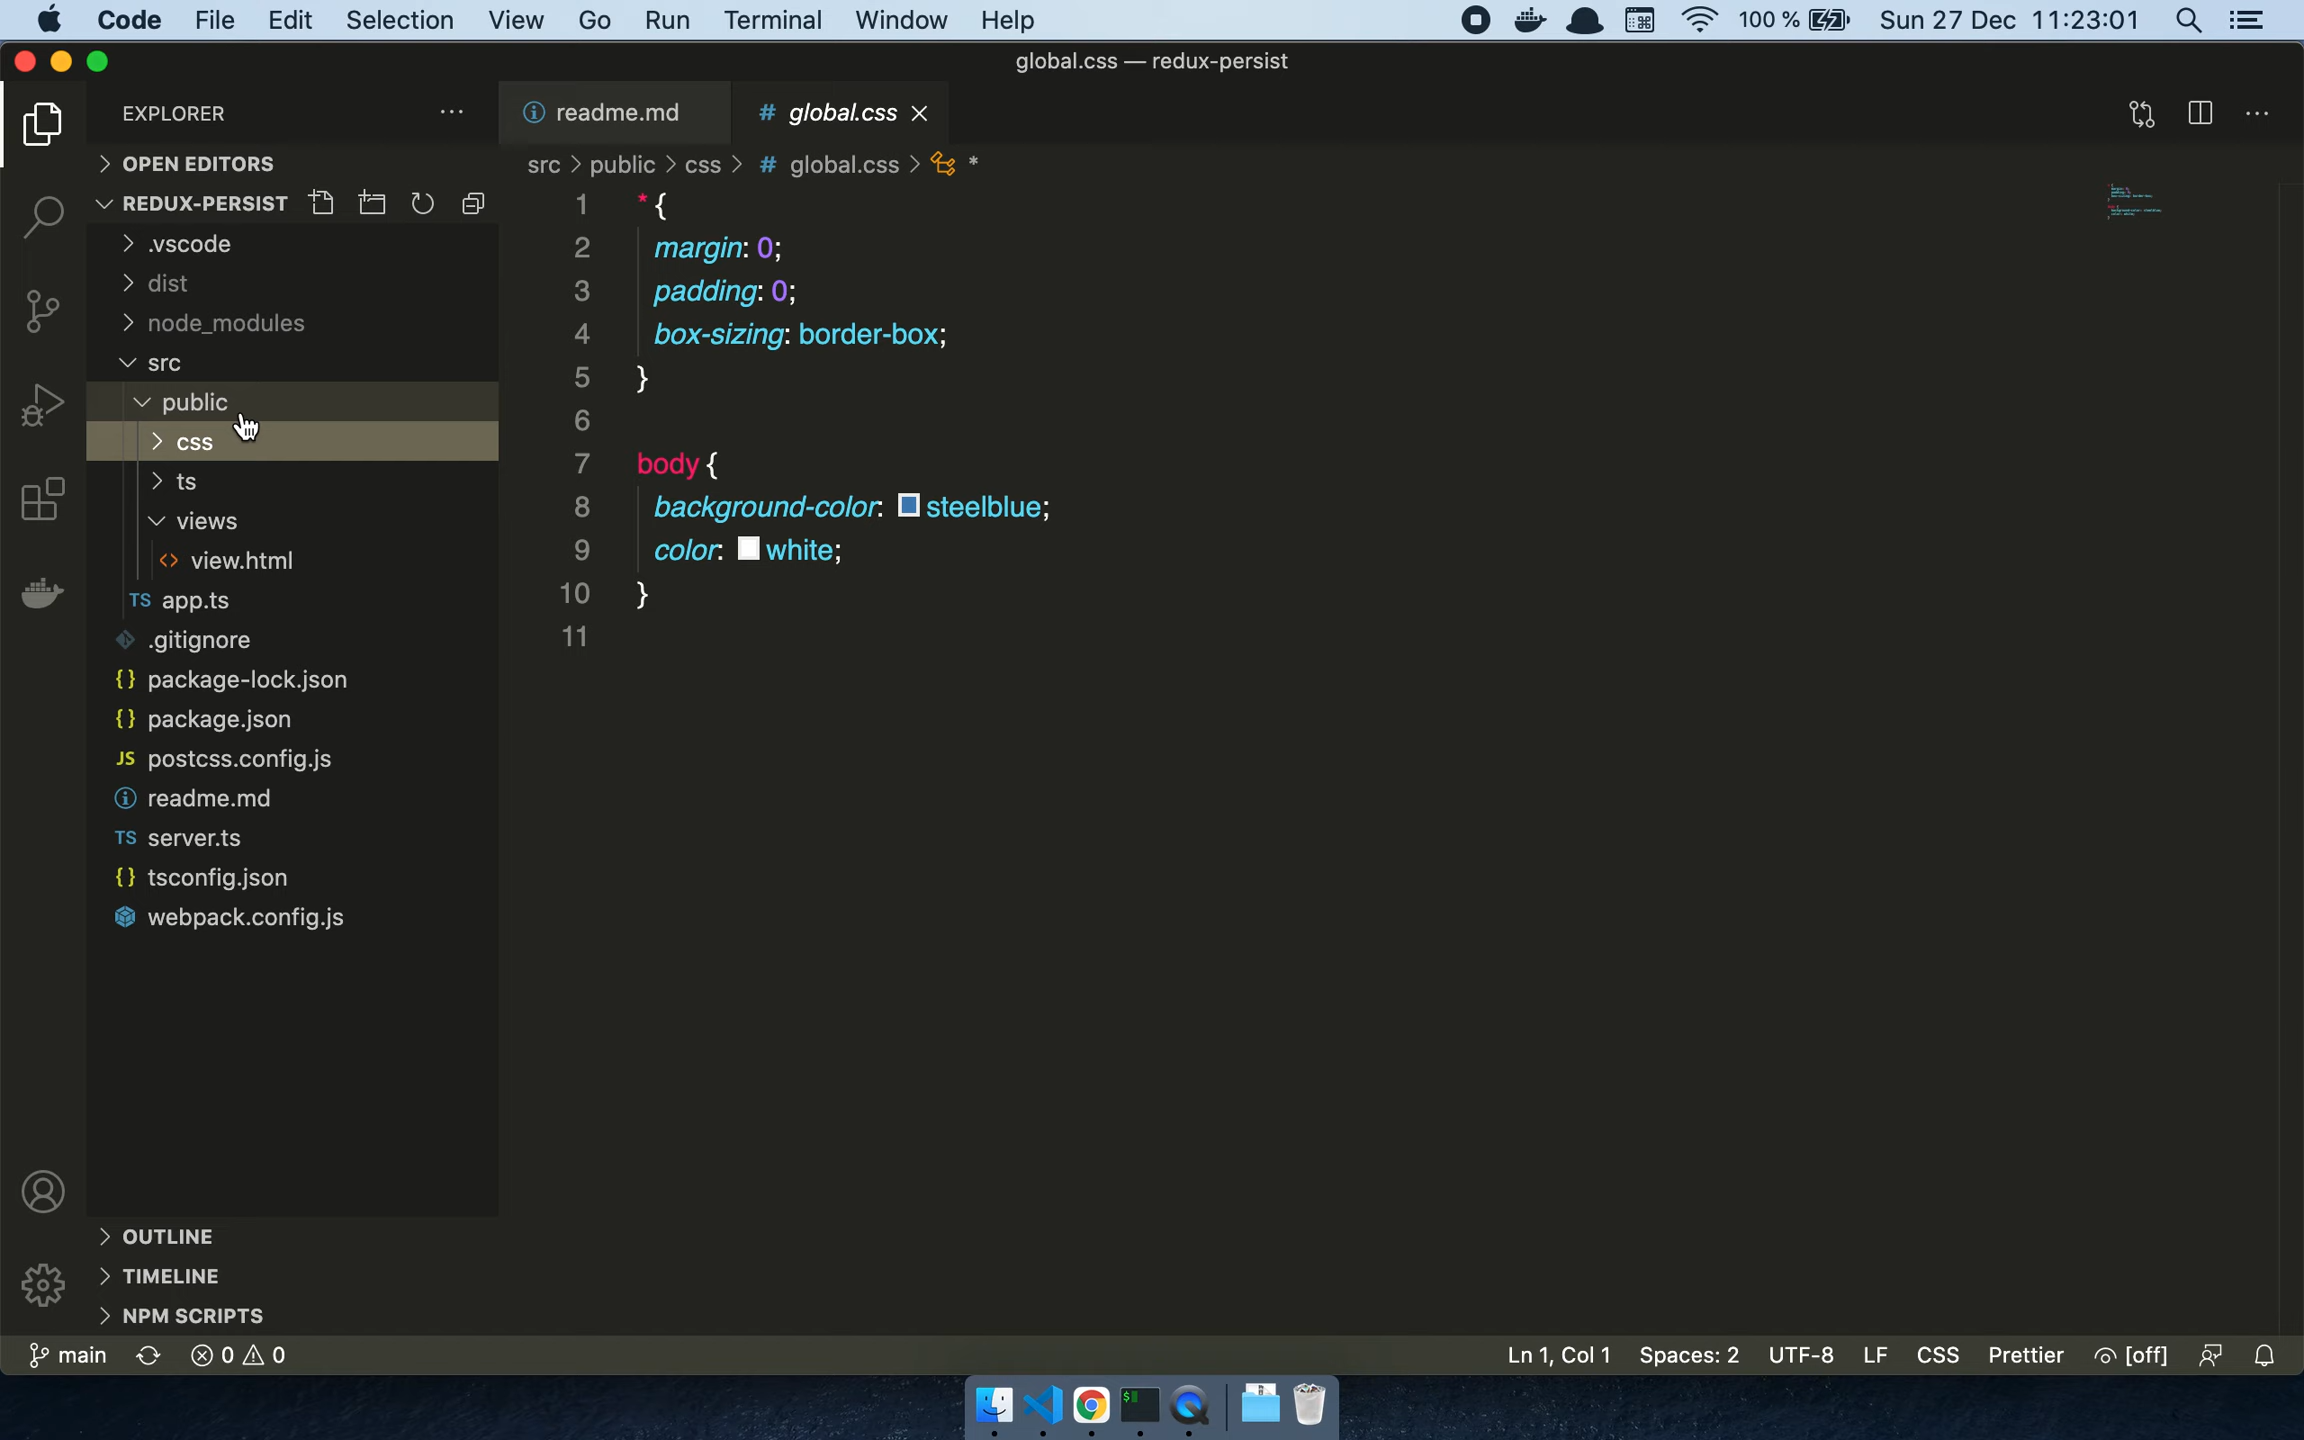 Code File Edit Selection View Go Run Terminal Window Help 100 % Sun 27 Dec 11:23:01
global.css — redux-persist
EXPLORER
readme.md
# global.css
OPEN EDITORS
src > public > css > # global.css > *
REDUX-PERSIST
.vscode
dist
node_modules
src
public
css
ts
views
<> view.html
TS app.ts
.gitignore
{} package-lock.json
{} package.json
JS postcss.config.js
readme.md
TS server.ts
{} tsconfig.json
webpack.config.js
1 * {
2 margin: 0;
3 padding: 0;
4 box-sizing: border-box;
5 }
6
7 body {
8 background-color: steelblue;
9 color: white;
10 }
11
OUTLINE
TIMELINE
NPM SCRIPTS
main 0 0 Ln 1, Col 1 Spaces: 2 UTF-8 LF CSS Prettier [off]